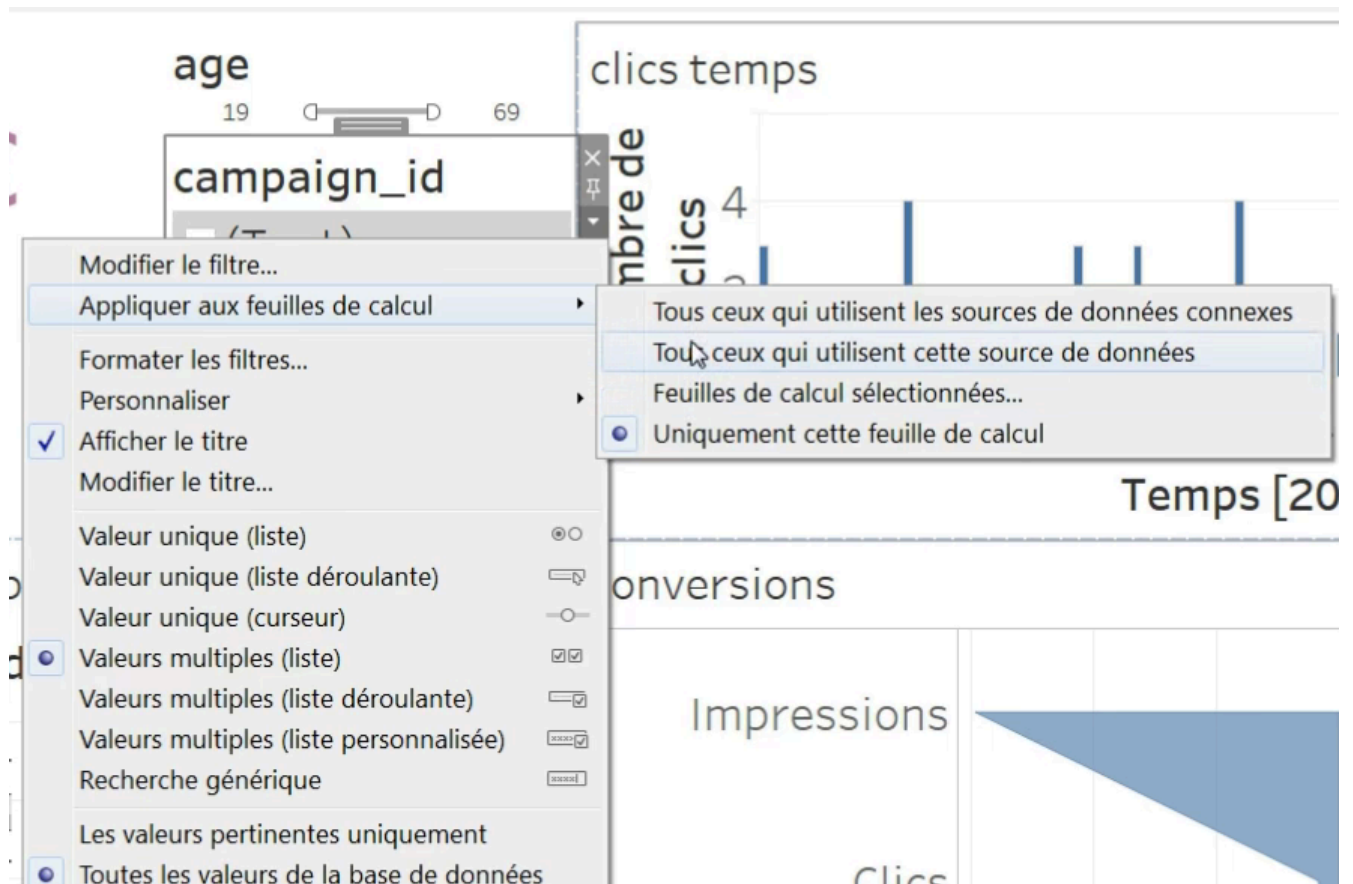 age
19 69
campaign_id
Modifier le filtre...
Appliquer aux feuilles de calcul
Formater les filtres...
Personnaliser
Afficher le titre
Modifier le titre...
Valeur unique (liste)
Valeur unique (liste déroulante)
Valeur unique (curseur)
Valeurs multiples (liste)
Valeurs multiples (liste déroulante)
Valeurs multiples (liste personnalisée)
Recherche générique
Les valeurs pertinentes uniquement
Toutes les valeurs de la base de données
Tous ceux qui utilisent les sources de données connexes
Tous ceux qui utilisent cette source de données
Feuilles de calcul sélectionnées...
Uniquement cette feuille de calcul
clics temps
clics
4
Temps [20
onversions
Impressions
Clics